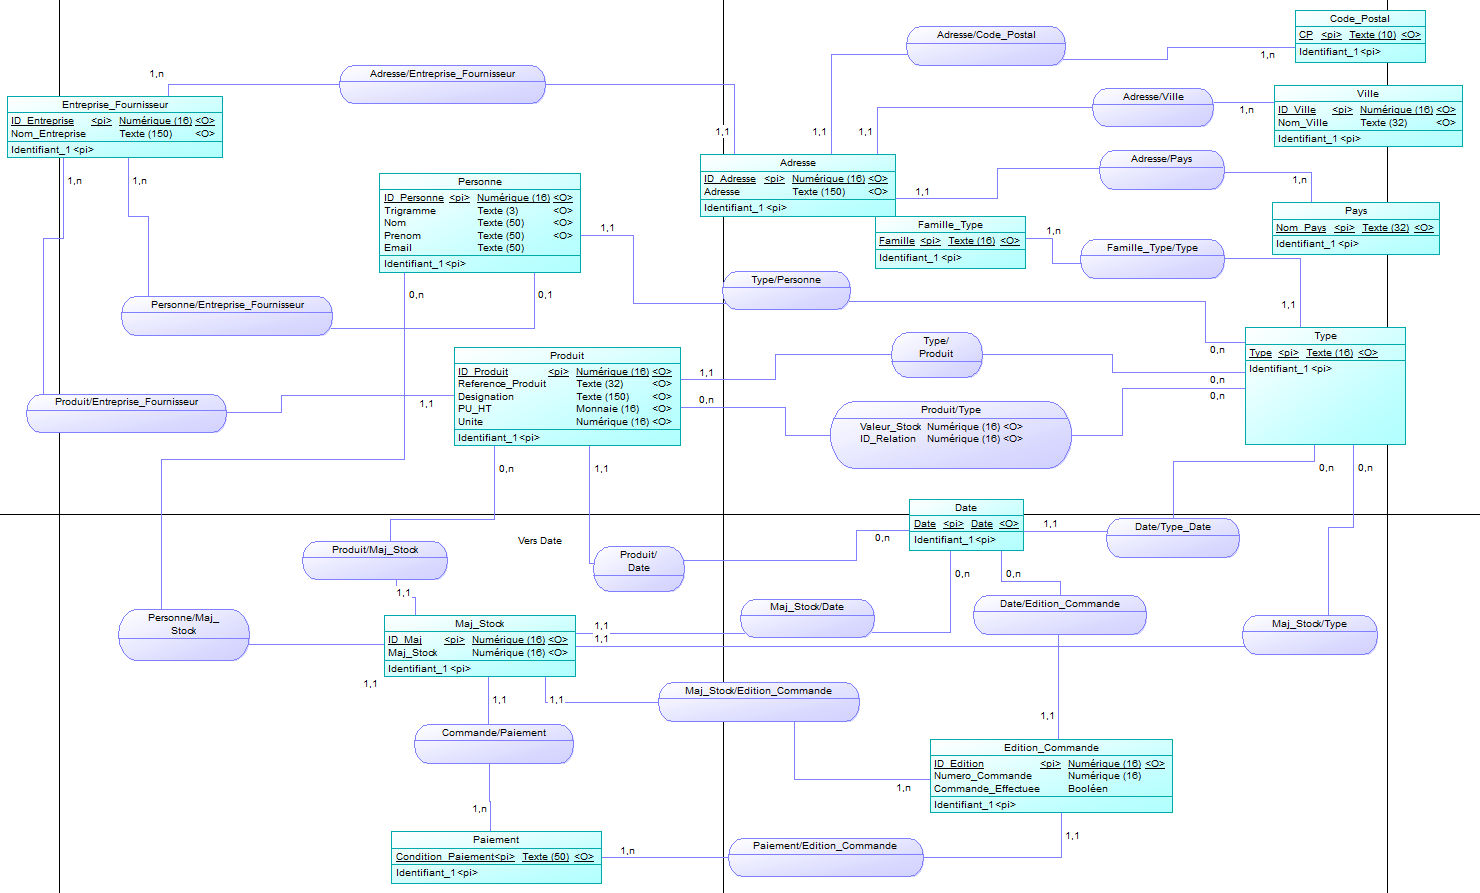 Code_Postal
CP <pi> Texte (10) <O>
Identifiant_1 <pi>
Adresse/Code_Postal
1,n
1,1
Adresse/Entreprise_Fournisseur
1,n
1,1
Entreprise_Fournisseur
ID_Entreprise <pi> Numérique (16) <O>
Nom_Entreprise Texte (150) <O>
Identifiant_1 <pi>
1,n
1,n
Ville
ID_Ville <pi> Numérique (16) <O>
Nom_Ville Texte (32) <O>
Identifiant_1 <pi>
Adresse/Ville
1,n
1,1
Adresse
ID_Adresse <pi> Numérique (16) <O>
Adresse Texte (150) <O>
Identifiant_1 <pi>
Adresse/Pays
1,1
1,n
Personne
ID_Personne <pi> Numérique (16) <O>
Trigramme Texte (3) <O>
Nom Texte (50) <O>
Prenom Texte (50) <O>
Email Texte (50)
Identifiant_1 <pi>
1,1
0,n
0,1
Pays
Nom_Pays <pi> Texte (32) <O>
Identifiant_1 <pi>
Famille_Type
Famille <pi> Texte (16) <O>
Identifiant_1 <pi>
1,n
Famille_Type/Type
1,1
Type/Personne
0,n
Personne/Entreprise_Fournisseur
Type
Type <pi> Texte (16) <O>
Identifiant_1 <pi>
Type/
Produit
1,1
0,n
Produit
ID_Produit <pi> Numérique (16) <O>
Reference_Produit Texte (32) <O>
Designation Texte (150) <O>
PU_HT Monnaie (16) <O>
Unite Numérique (16) <O>
Identifiant_1 <pi>
Produit/Entreprise_Fournisseur
1,1
0,n
0,n
Produit/Type
Valeur_Stock Numérique (16) <O>
ID_Relation Numérique (16) <O>
0,n
1,1
0,n
0,n
Date
Date <pi> Date <O>
Identifiant_1 <pi>
1,1
Date/Type_Date
0,n
0,n
0,n
Vers Date
Produit/Maj_Stock
Produit/
Date
1,1
Personne/Maj_
Stock
Maj_Stock/Date
Date/Edition_Commande
Maj_Stock/Type
Maj_Stock
ID_Maj <pi> Numérique (16) <O>
Maj_Stock Numérique (16) <O>
Identifiant_1 <pi>
1,1
1,1
1,1
1,1
1,1
Maj_Stock/Edition_Commande
Commande/Paiement
1,1
1,n
Edition_Commande
ID_Edition <pi> Numérique (16) <O>
Numero_Commande Numérique (16)
Commande_Effectuee Booléen
Identifiant_1 <pi>
1,n
Paiement
Condition_Paiement <pi> Texte (50) <O>
Identifiant_1 <pi>
1,n
Paiement/Edition_Commande
1,1